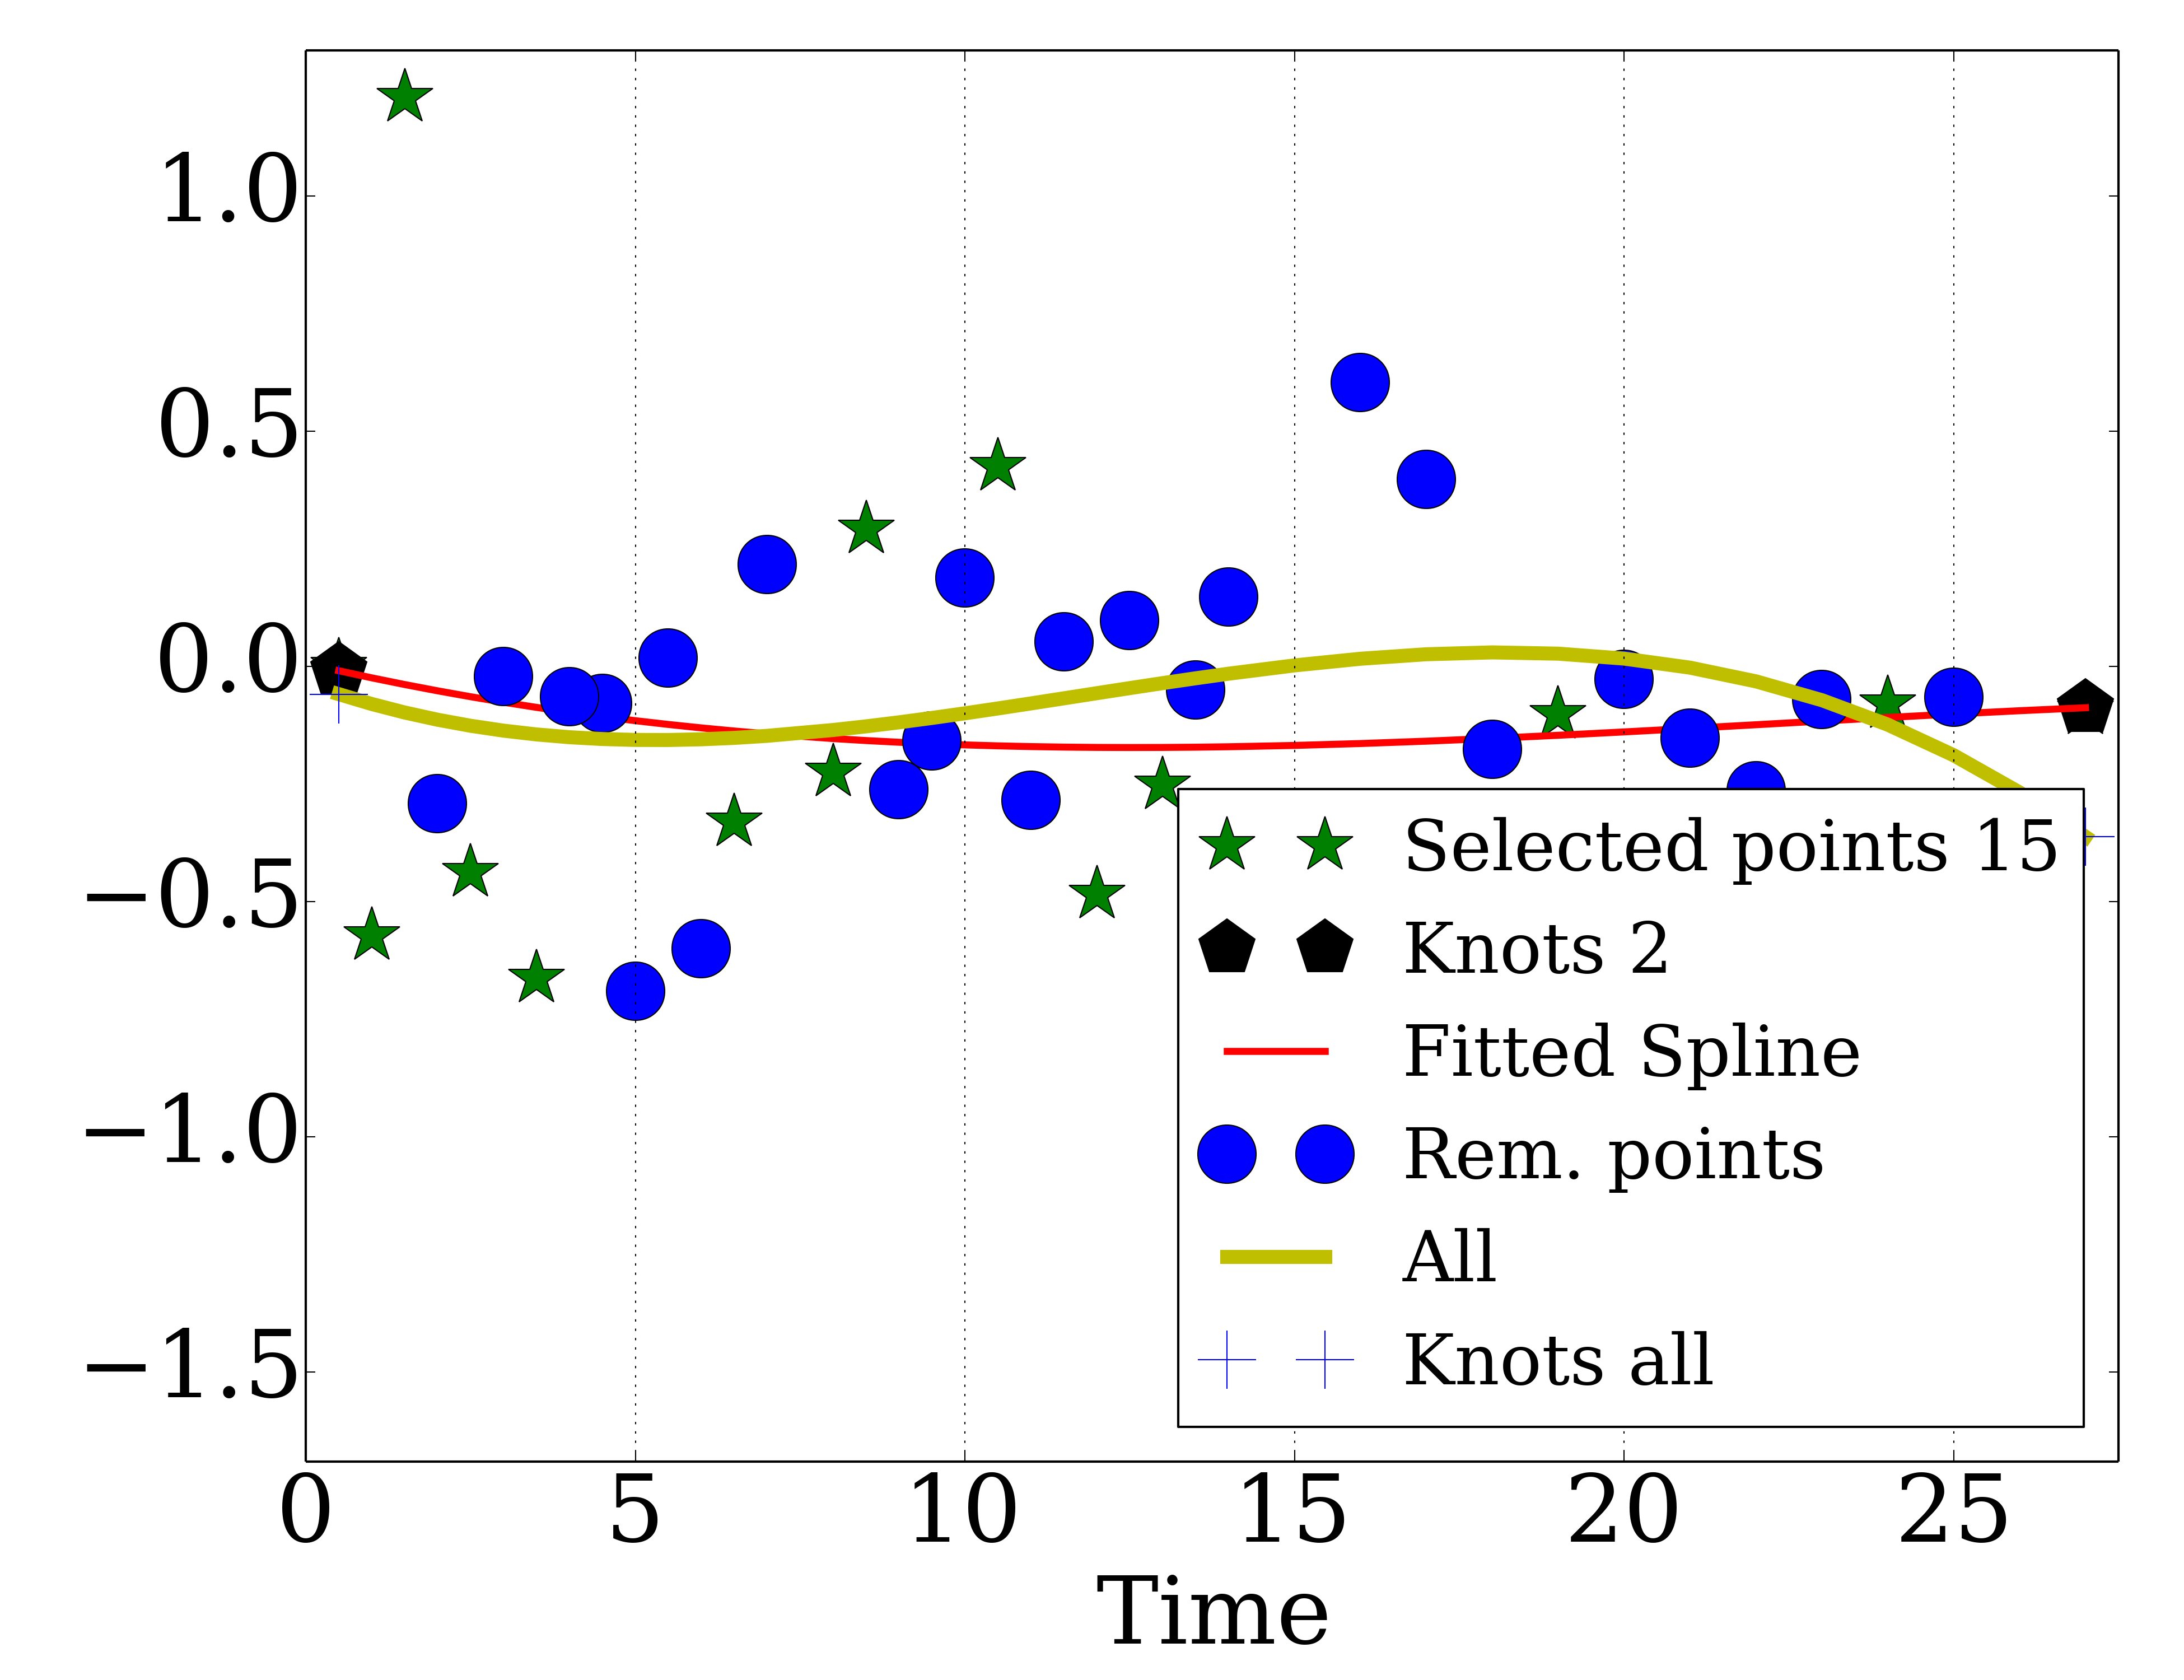 1.0
0.5
0.0
−0.5
−1.0
−1.5
Selected points 15
Knots 2
Fitted Spline
Rem. points
All
Knots all
0 5 10 15 20 25
Time